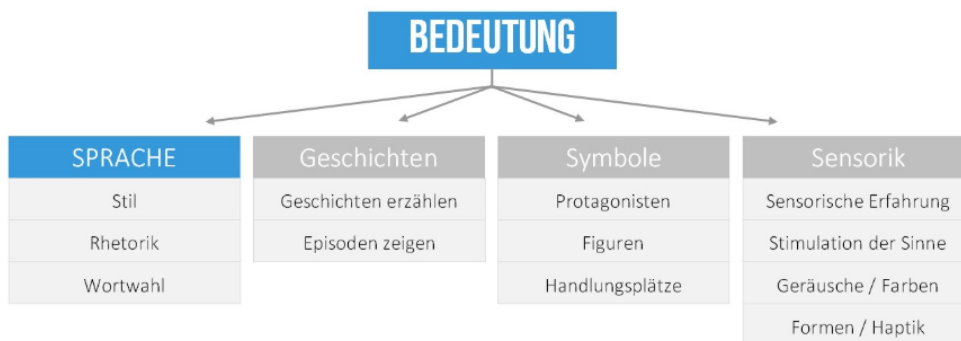 BEDEUTUNG
SPRACHE
Stil
Rhetorik
Wortwahl
Geschichten
Geschichten erzählen
Episoden zeigen
Symbole
Protagonisten
Figuren
Handlungsplätze
Sensorik
Sensorische Erfahrung
Stimulation der Sinne
Geräusche / Farben
Formen / Haptik